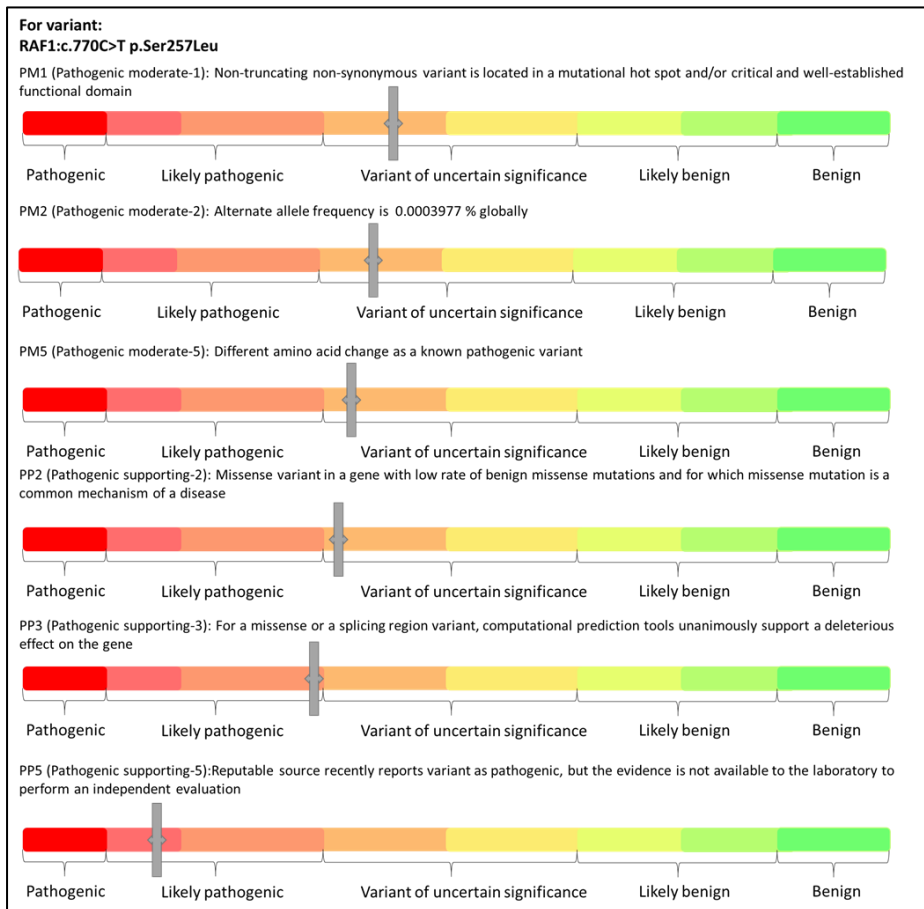 For variant:
RAF1:c.770C>T p.Ser257Leu
PM1 (Pathogenic moderate-1): Non-truncating non-synonymous variant is located in a mutational hot spot and/or critical and well-established
functional domain
Pathogenic Likely pathogenic Variant of uncertain significance Likely benign Benign
PM2 (Pathogenic moderate-2): Alternate allele frequency is 0.0003977 % globally
Pathogenic Likely pathogenic Variant of uncertain significance Likely benign Benign
PM5 (Pathogenic moderate-5): Different amino acid change as a known pathogenic variant
Pathogenic Likely pathogenic Variant of uncertain significance Likely benign Benign
PP2 (Pathogenic supporting-2): Missense variant in a gene with low rate of benign missense mutations and for which missense mutation is a
common mechanism of a disease
Pathogenic Likely pathogenic Variant of uncertain significance Likely benign Benign
PP3 (Pathogenic supporting-3): For a missense or a splicing region variant, computational prediction tools unanimously support a deleterious
effect on the gene
Pathogenic Likely pathogenic Variant of uncertain significance Likely benign Benign
PP5 (Pathogenic supporting-5):Reputable source recently reports variant as pathogenic, but the evidence is not available to the laboratory to
perform an independent evaluation
Pathogenic Likely pathogenic Variant of uncertain significance Likely benign Benign